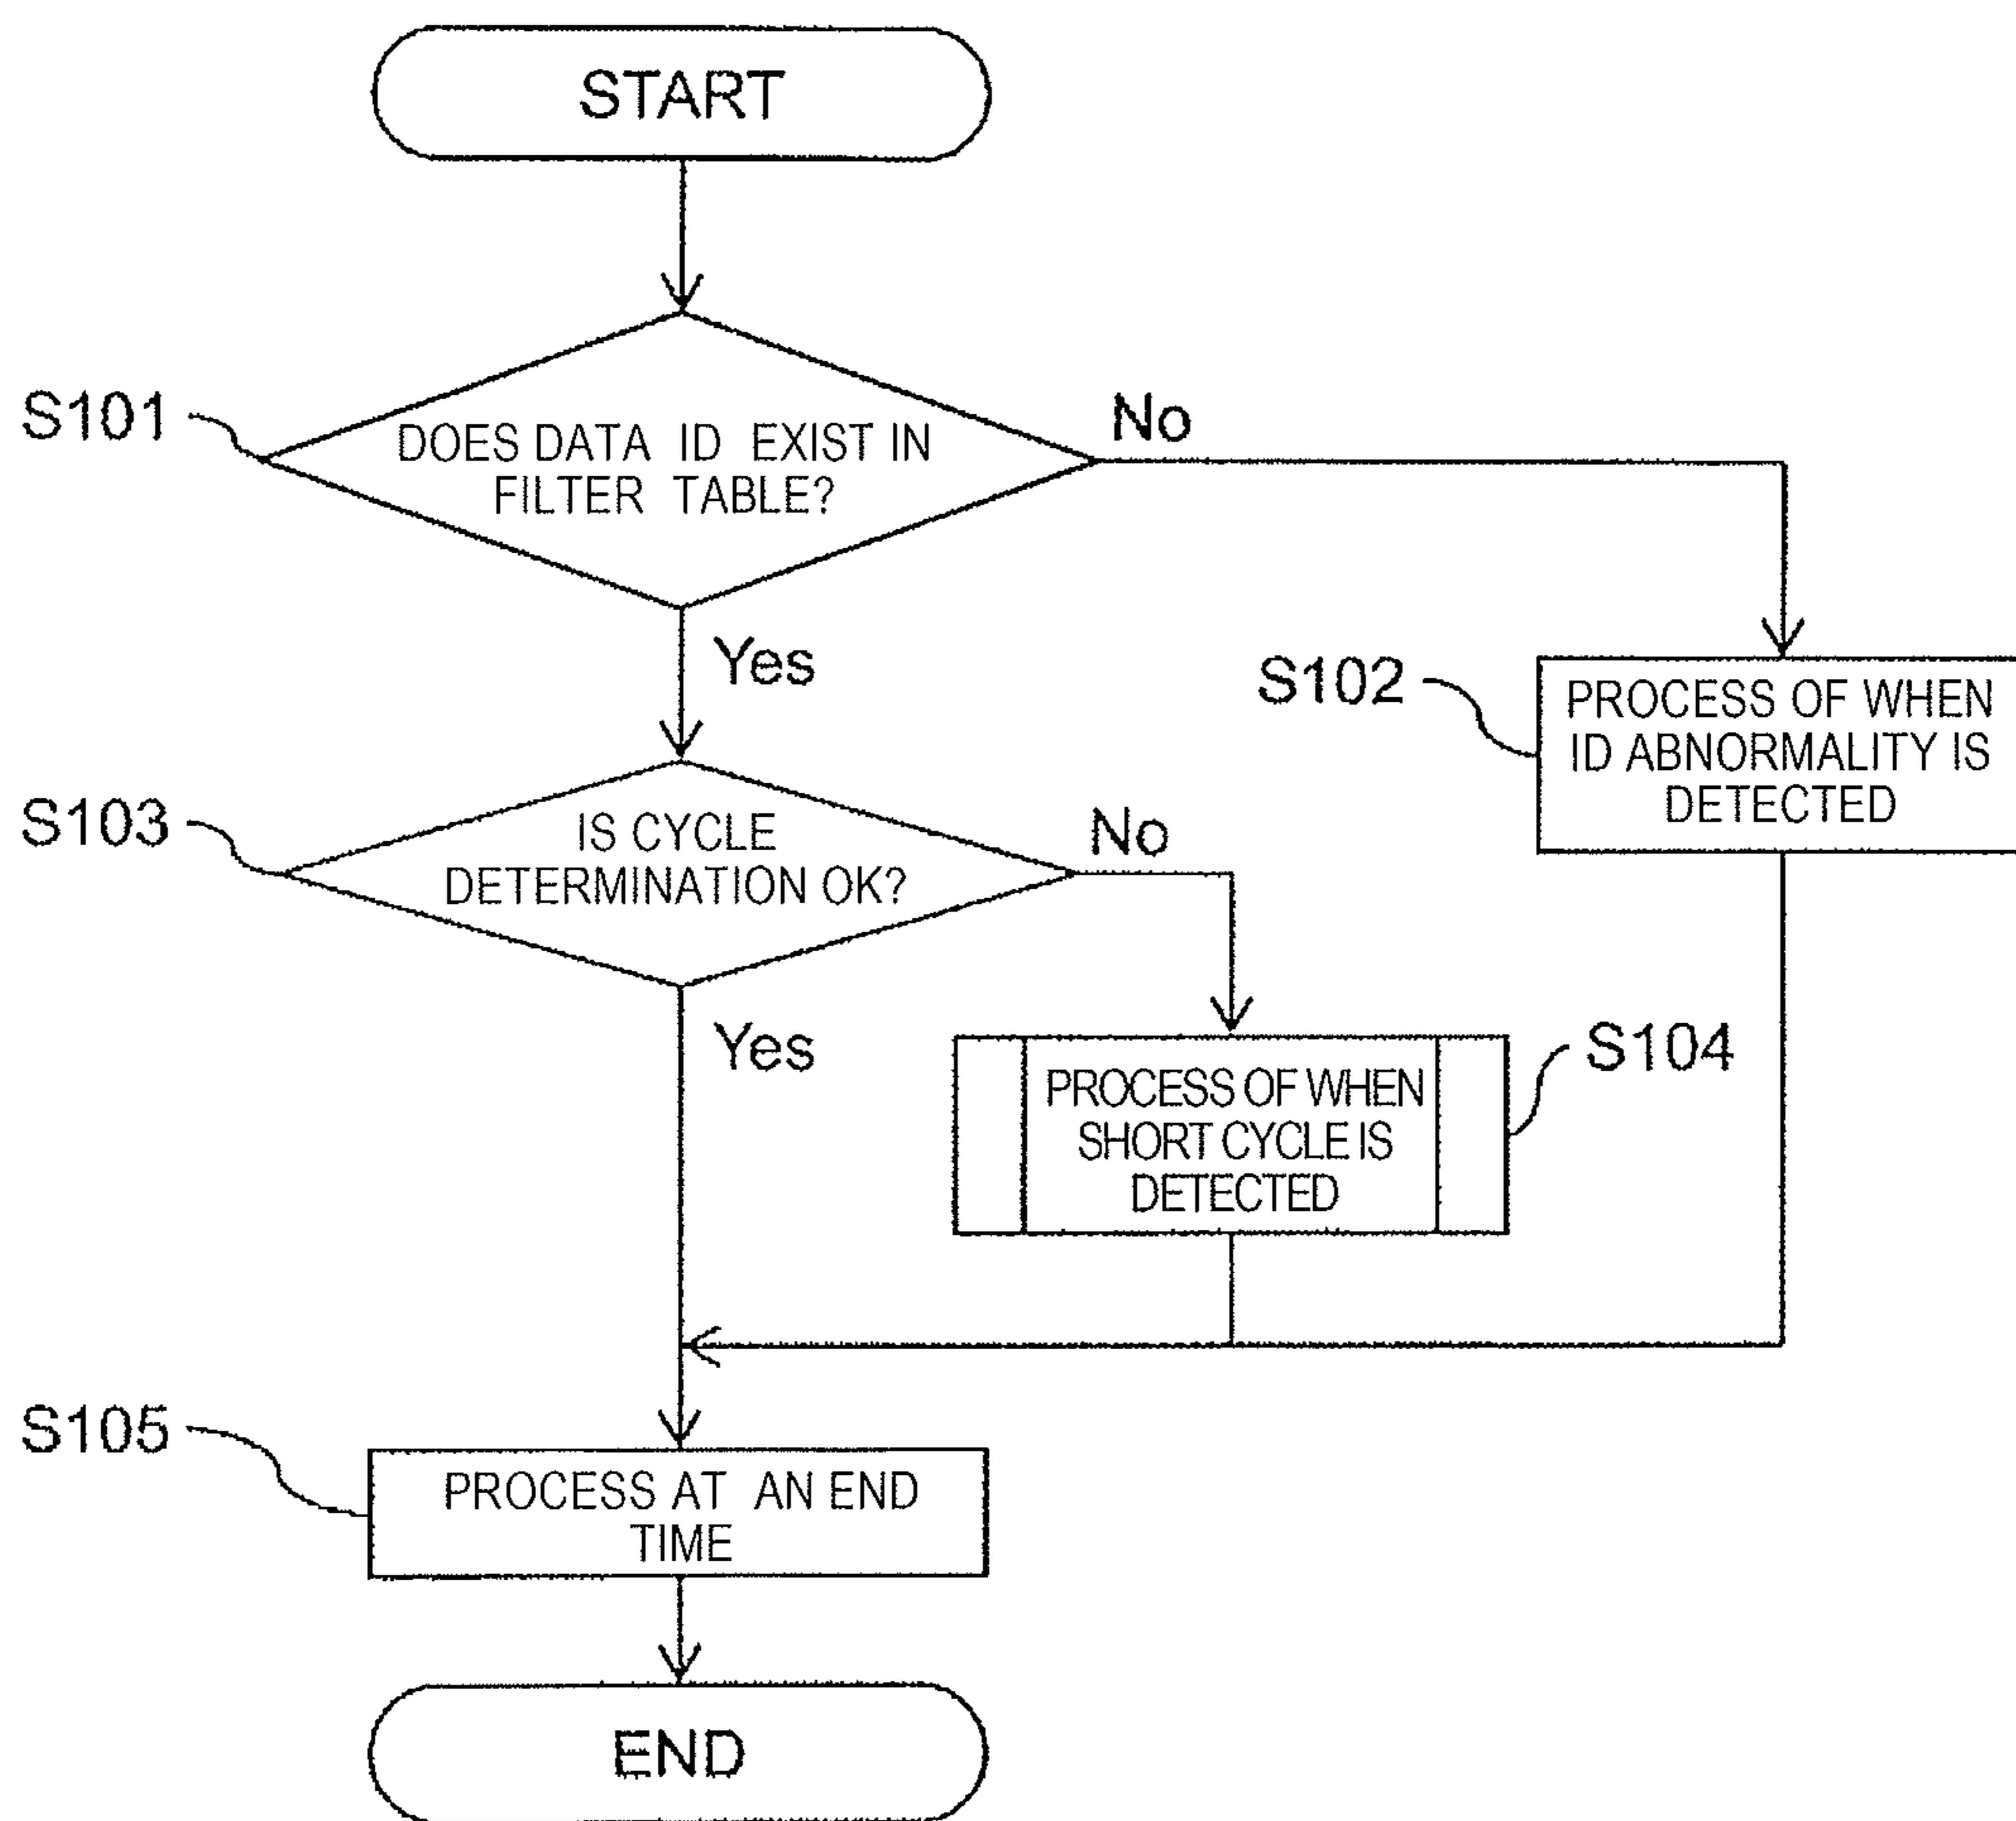 START
S101
DOES DATA ID EXIST IN
FILTER TABLE?
No
Yes
S102
PROCESS OF WHEN
ID ABNORMALITY IS
DETECTED
S103
IS CYCLE
DETERMINATION OK?
No
Yes
S104
PROCESS OF WHEN
SHORT CYCLE IS
DETECTED
S105
PROCESS AT AN END
TIME
END